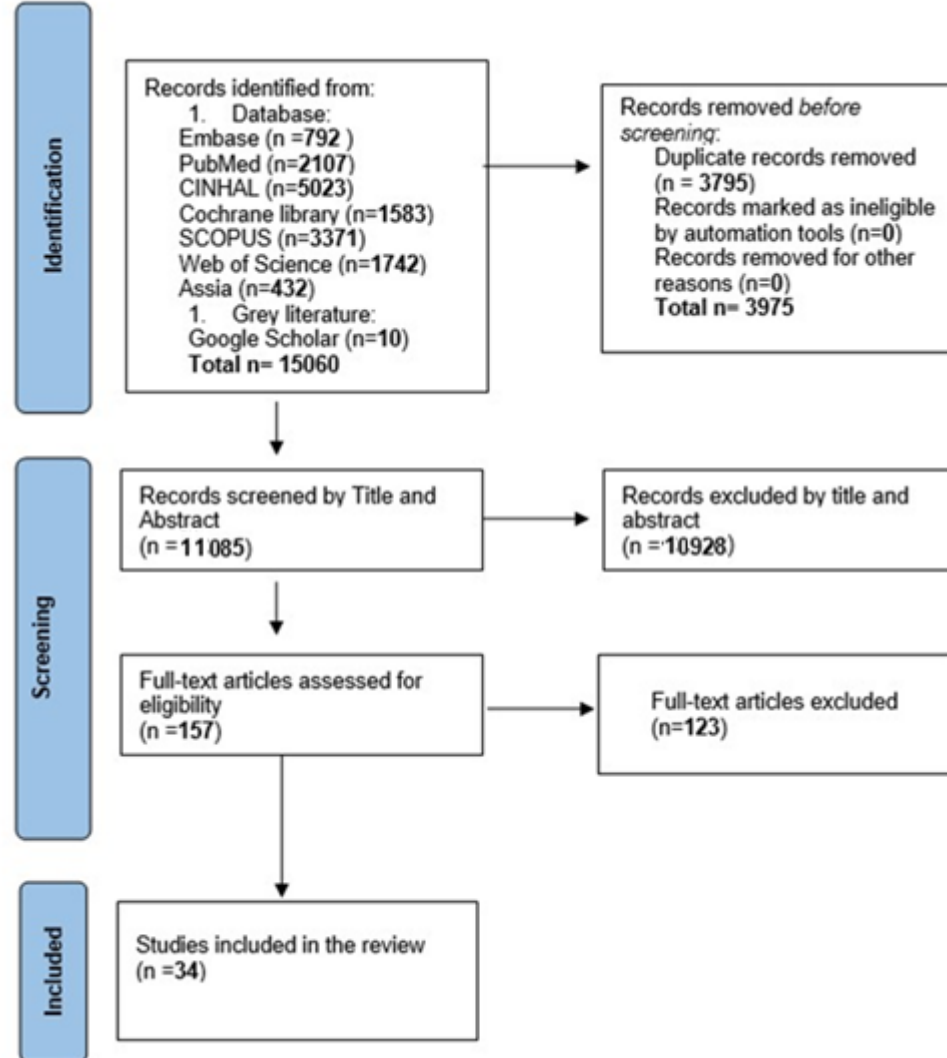 Identification
Records identified from:
1. Database:
Embase (n =792 )
PubMed (n=2107)
CINHAL (n=5023)
Cochrane library (n=1583)
SCOPUS (n=3371)
Web of Science (n=1742)
Assia (n=432)
1. Grey literature:
Google Scholar (n=10)
Total n= 15060
Records removed before
screening:
Duplicate records removed
(n = 3795)
Records marked as ineligible
by automation tools (n=0)
Records removed for other
reasons (n=0)
Total n= 3975
Screening
Records screened by Title and
Abstract
(n =11085)
Records excluded by title and
abstract
(n =10928)
Full-text articles assessed for
eligibility
(n =157)
Full-text articles excluded
(n=123)
Included
Studies included in the review
(n =34)